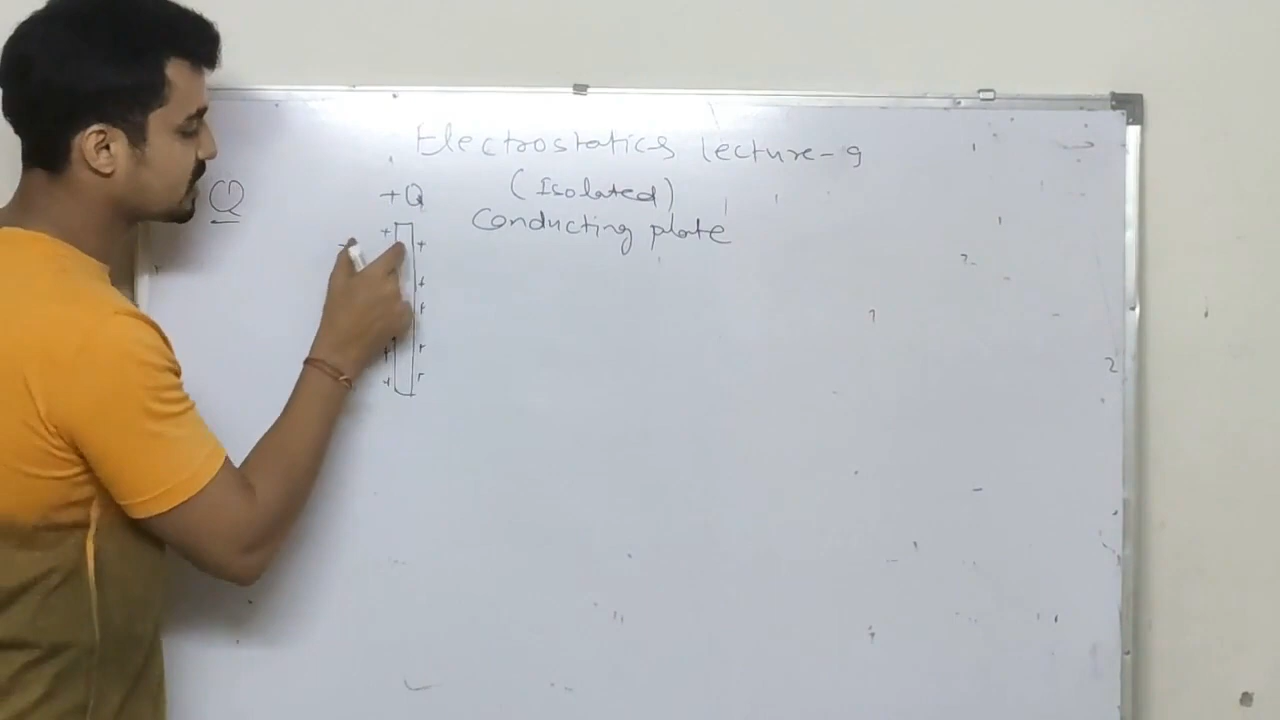 Electrostatics lecture-9
Q
+Q
(Isolated)
Conducting plate
+
+
+
+
+
+
+
+
+